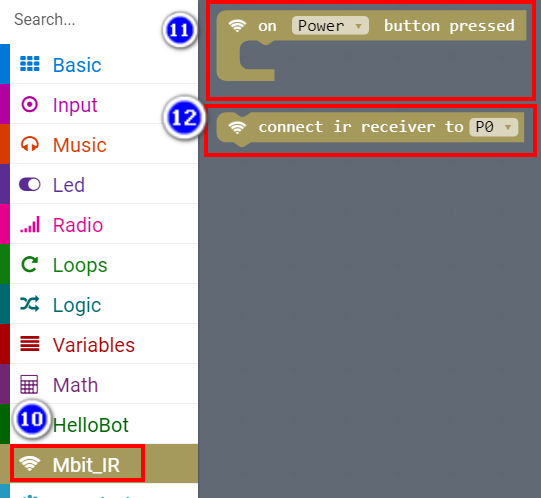 Search...
Basic
Input
Music
Led
Radio
Loops
Logic
Variables
Math
10
HelloBot
Mbit_IR
11
on Power button pressed
12
connect ir receiver to P0